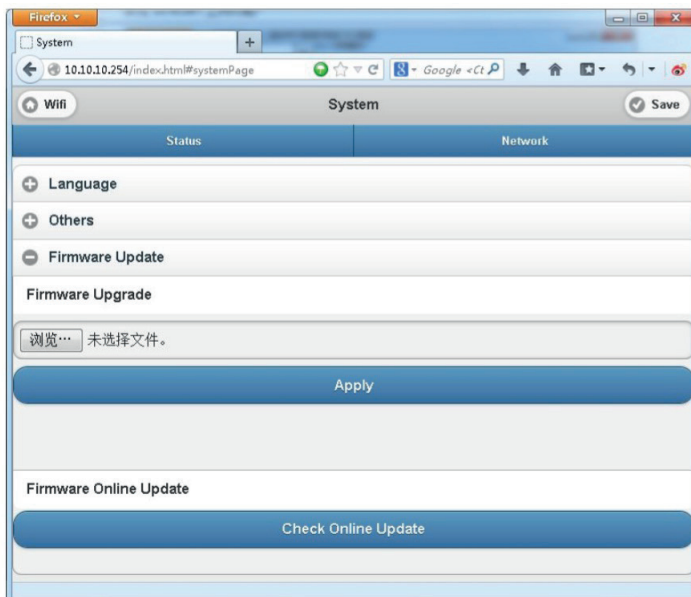 Firefox
System
10.10.10.254/index.html#systemPage
Google <Ct
Wifi
System
Save
Status
Network
Language
Others
Firmware Update
Firmware Upgrade
浏览… 未选择文件。
Apply
Firmware Online Update
Check Online Update